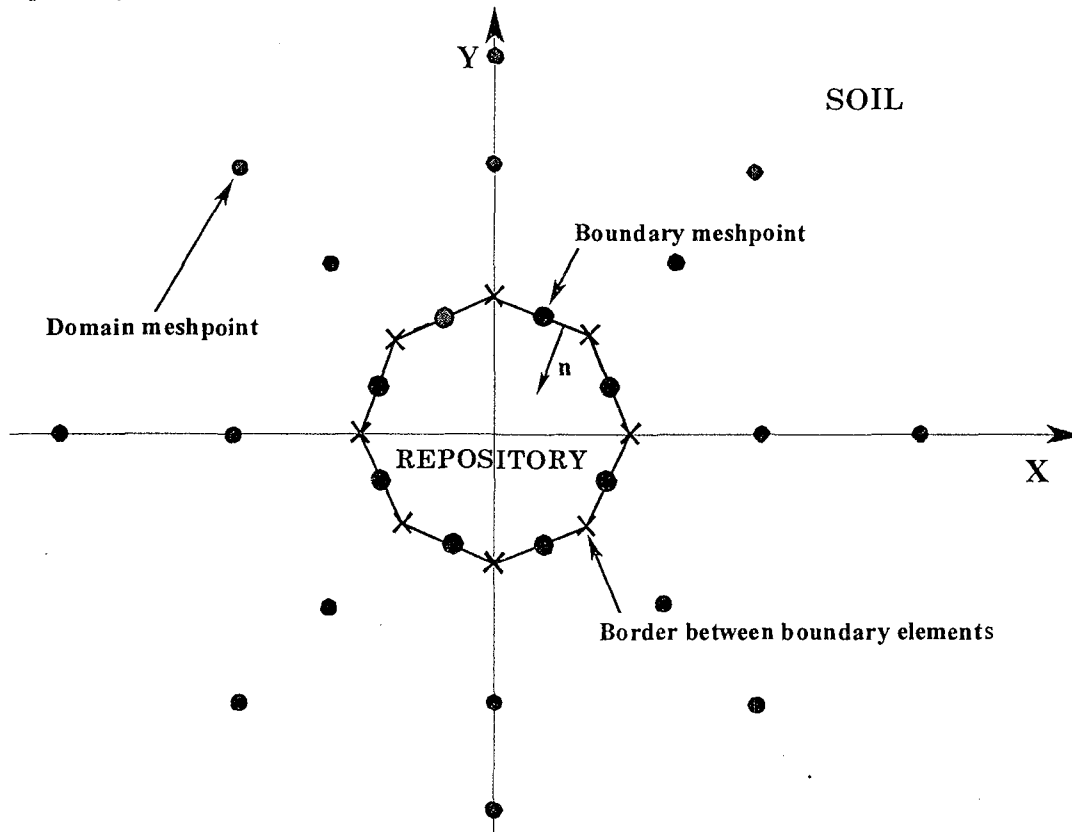 Y
SOIL
Boundary meshpoint
Domain meshpoint
n
REPOSITORY
X
Border between boundary elements